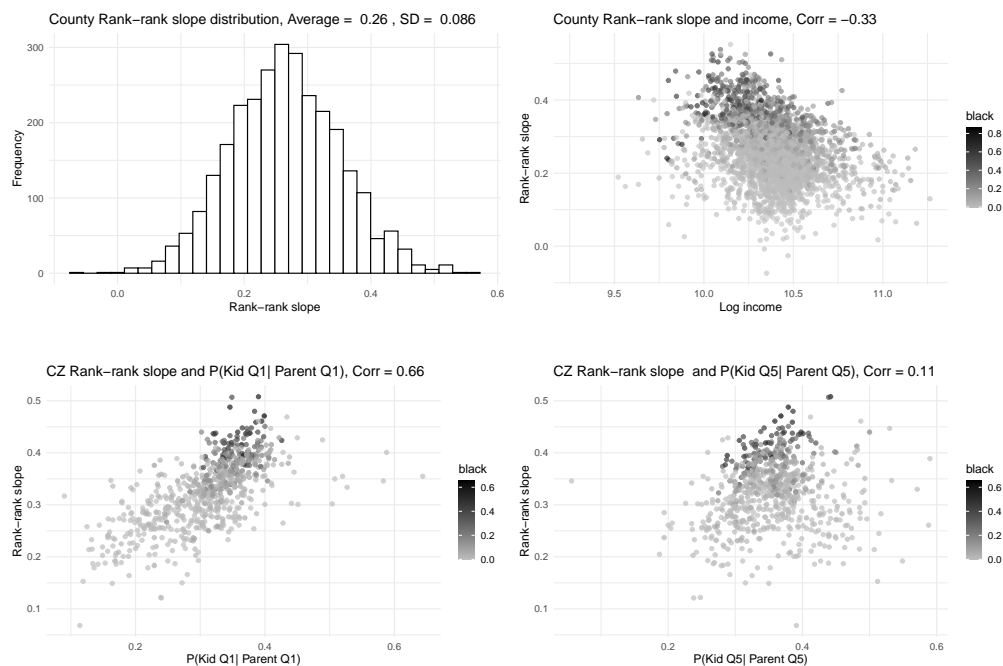 County Rank−rank slope distribution, Average = 0.26 , SD = 0.086
Frequency
300
200
100
0
0.0 0.2 0.4 0.6
Rank−rank slope
County Rank−rank slope and income, Corr = −0.33
Rank−rank slope
0.4
0.2
0.0
9.5 10.0 10.5 11.0
Log income
black
0.8
0.6
0.4
0.2
0.0
CZ Rank−rank slope and P(Kid Q1| Parent Q1), Corr = 0.66
Rank−rank slope
0.5
0.4
0.3
0.2
0.1
0.2 0.4 0.6
P(Kid Q1| Parent Q1)
black
0.6
0.4
0.2
0.0
CZ Rank−rank slope  and P(Kid Q5| Parent Q5), Corr = 0.11
Rank−rank slope
0.5
0.4
0.3
0.2
0.1
0.2 0.4 0.6
P(Kid Q5| Parent Q5)
black
0.6
0.4
0.2
0.0